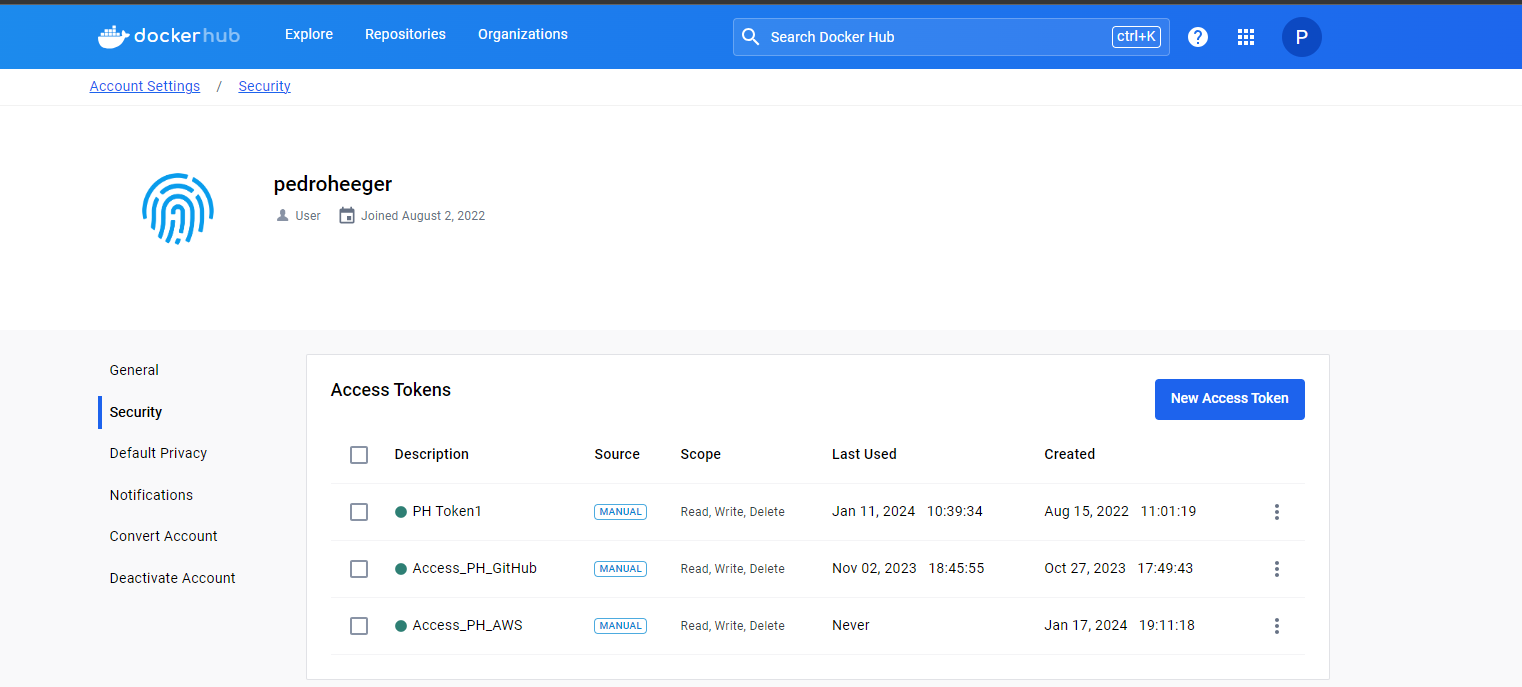 dockerhub Explore Repositories Organizations Search Docker Hub ctrl+K ? P
Account Settings / Security
pedroheeger
User Joined August 2, 2022
General
Security
Default Privacy
Notifications
Convert Account
Deactivate Account
Access Tokens New Access Token
Description Source Scope Last Used Created
PH Token1 MANUAL Read, Write, Delete Jan 11, 2024 10:39:34 Aug 15, 2022 11:01:19
Access_PH_GitHub MANUAL Read, Write, Delete Nov 02, 2023 18:45:55 Oct 27, 2023 17:49:43
Access_PH_AWS MANUAL Read, Write, Delete Never Jan 17, 2024 19:11:18